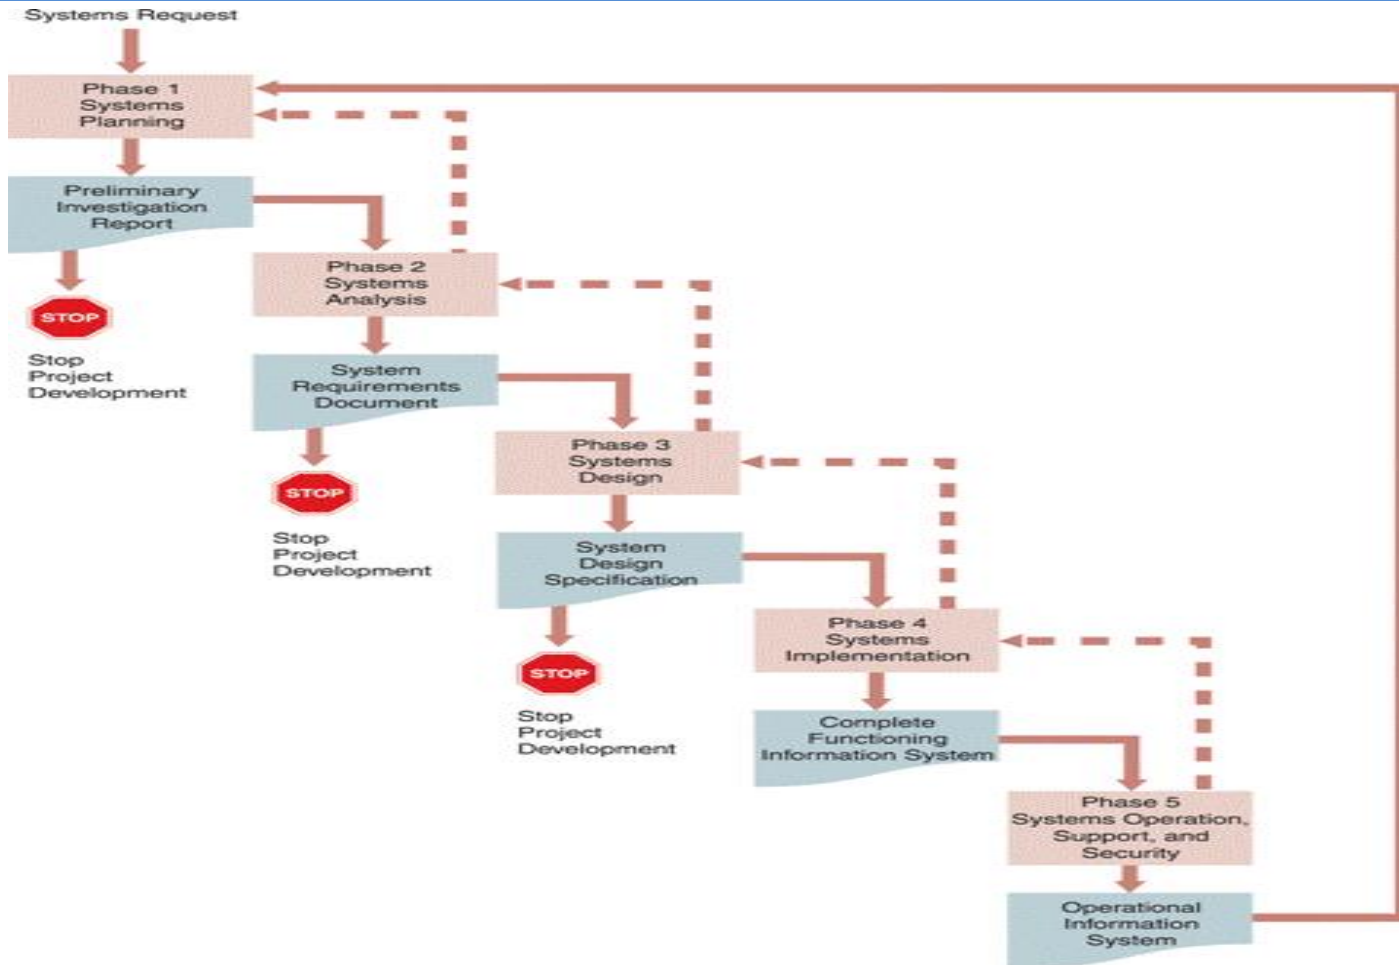 Systems Request
Phase 1
Systems
Planning
Preliminary
Investigation
Report
STOP
Stop
Project
Development
Phase 2
Systems
Analysis
System
Requirements
Document
STOP
Stop
Project
Development
Phase 3
Systems
Design
System
Design
Specification
STOP
Stop
Project
Development
Phase 4
Systems
Implementation
Complete
Functioning
Information System
Phase 5
Systems Operation,
Support, and
Security
Operational
Information
System